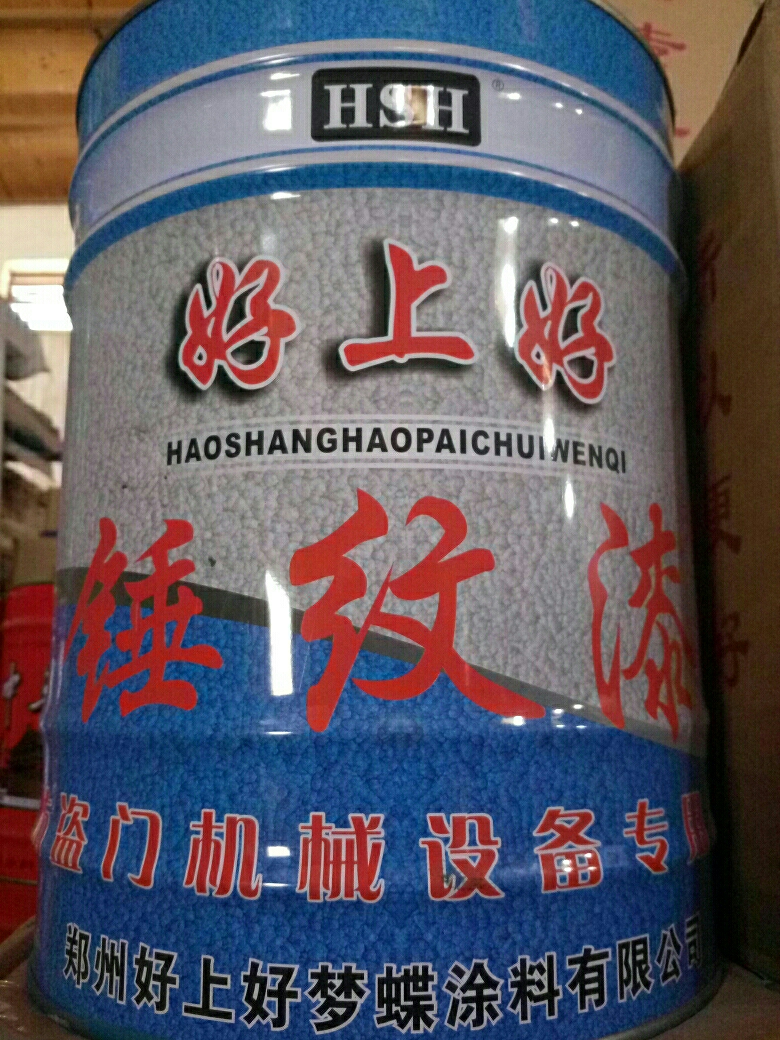 HSH®
好上好
HAOSHANGHAOPAICHUIWENQI
锤纹漆
盗门机械设备专用
郑州好上好梦蝶涂料有限公司